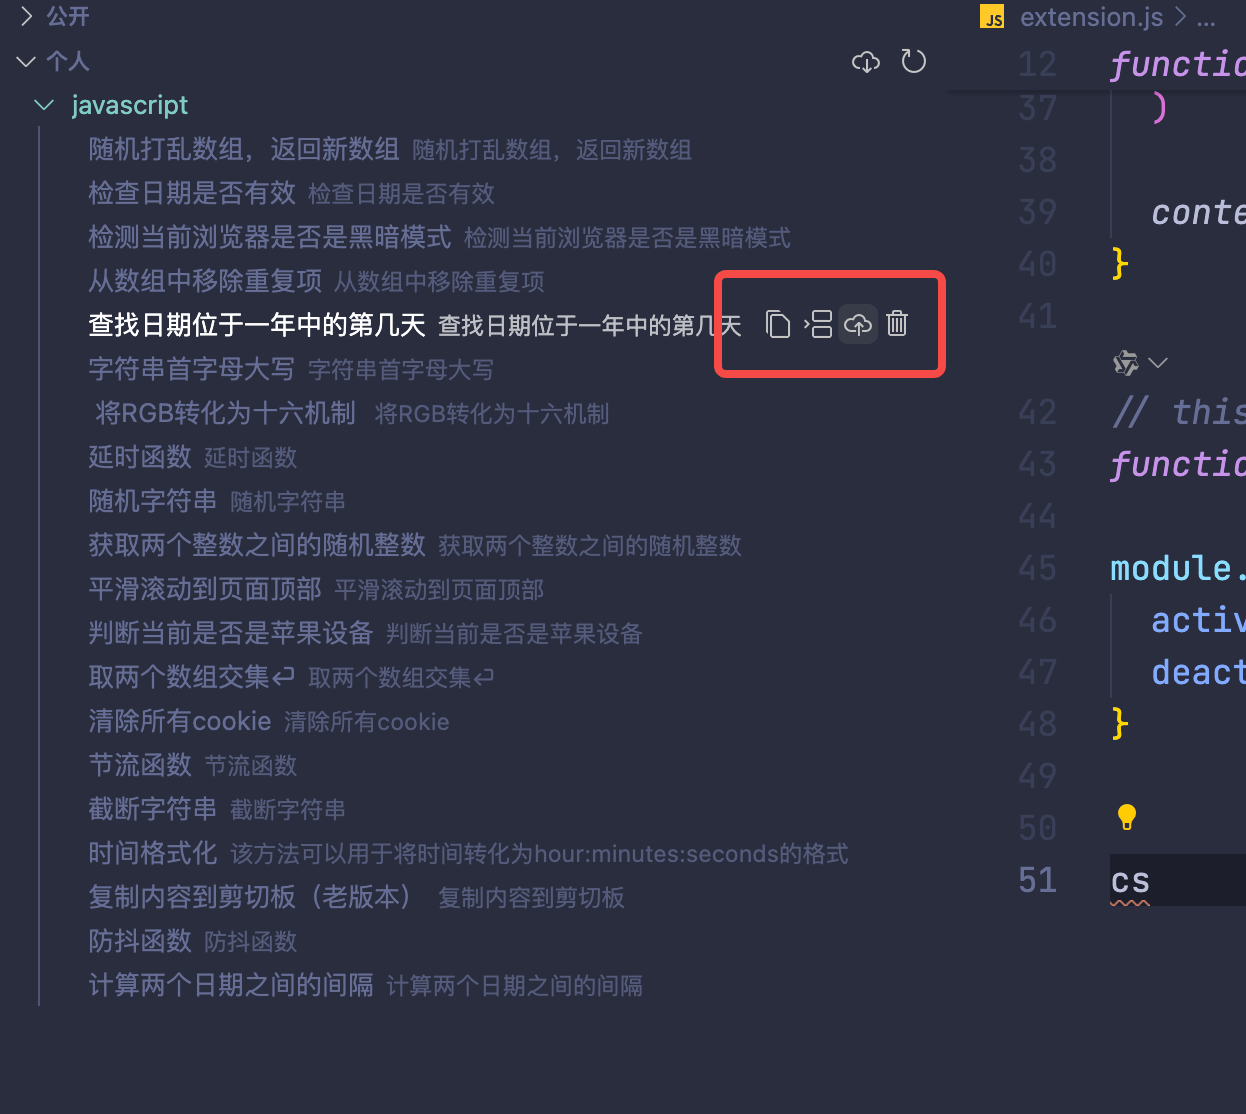 公开
个人
javascript
随机打乱数组，返回新数组 随机打乱数组，返回新数组
检查日期是否有效 检查日期是否有效
检测当前浏览器是否是黑暗模式 检测当前浏览器是否是黑暗模式
从数组中移除重复项 从数组中移除重复项
查找日期位于一年中的第几天 查找日期位于一年中的第几天
字符串首字母大写 字符串首字母大写
将RGB转化为十六机制 将RGB转化为十六机制
延时函数 延时函数
随机字符串 随机字符串
获取两个整数之间的随机整数 获取两个整数之间的随机整数
平滑滚动到页面顶部 平滑滚动到页面顶部
判断当前是否是苹果设备 判断当前是否是苹果设备
取两个数组交集↩ 取两个数组交集↩
清除所有cookie 清除所有cookie
节流函数 节流函数
截断字符串 截断字符串
时间格式化 该方法可以用于将时间转化为hour:minutes:seconds的格式
复制内容到剪切板（老版本） 复制内容到剪切板
防抖函数 防抖函数
计算两个日期之间的间隔 计算两个日期之间的间隔
JS extension.js > ...
12 functio
37 )
38
39 conte
40 }
41
42 // this
43 functio
44
45 module.
46 activ
47 deact
48 }
49
50
51 cs